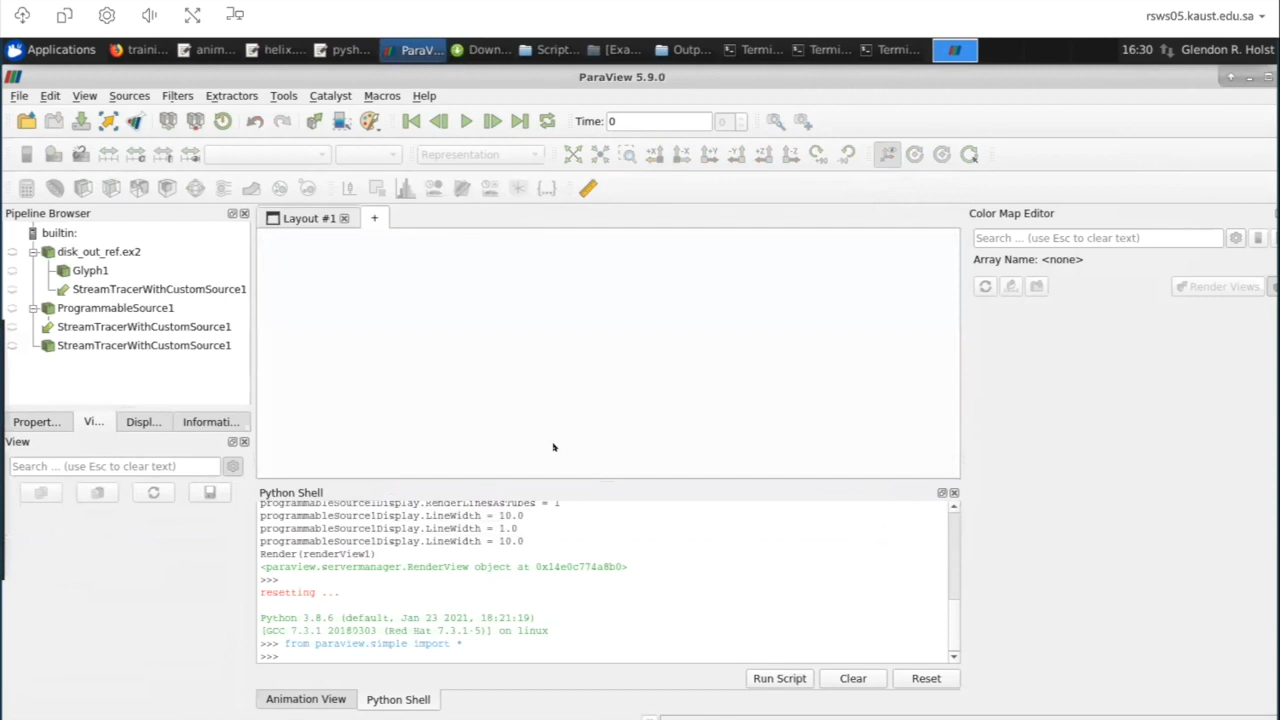 rsws05.kaust.edu.sa
Applications traini... anim... helix.... pysh... ParaV... Down... Script... [Exa... Outp... Termi... Termi... Termi... 16:30 Glendon R. Holst
ParaView 5.9.0
File Edit View Sources Filters Extractors Tools Catalyst Macros Help
Time: 0 0
Representation
Pipeline Browser
Layout #1 +
Color Map Editor
builtin:
Search ... (use Esc to clear text)
disk_out_ref.ex2
Array Name: <none>
Glyph1
Render Views
StreamTracerWithCustomSource1
ProgrammableSource1
StreamTracerWithCustomSource1
StreamTracerWithCustomSource1
Propert... Vi... Displ... Informati...
View
Search ... (use Esc to clear text)
Python Shell
programmableSource1Display.RenderLinesAsTubes = 1
programmableSource1Display.LineWidth = 10.0
programmableSource1Display.LineWidth = 1.0
programmableSource1Display.LineWidth = 10.0
Render(renderView1)
<paraview.servermanager.RenderView object at 0x14e0c774a8b0>
>>>
resetting ...
Python 3.8.6 (default, Jan 23 2021, 18:21:19)
[GCC 7.3.1 20180303 (Red Hat 7.3.1-5)] on linux
>>> from paraview.simple import *
>>>
Run Script Clear Reset
Animation View Python Shell